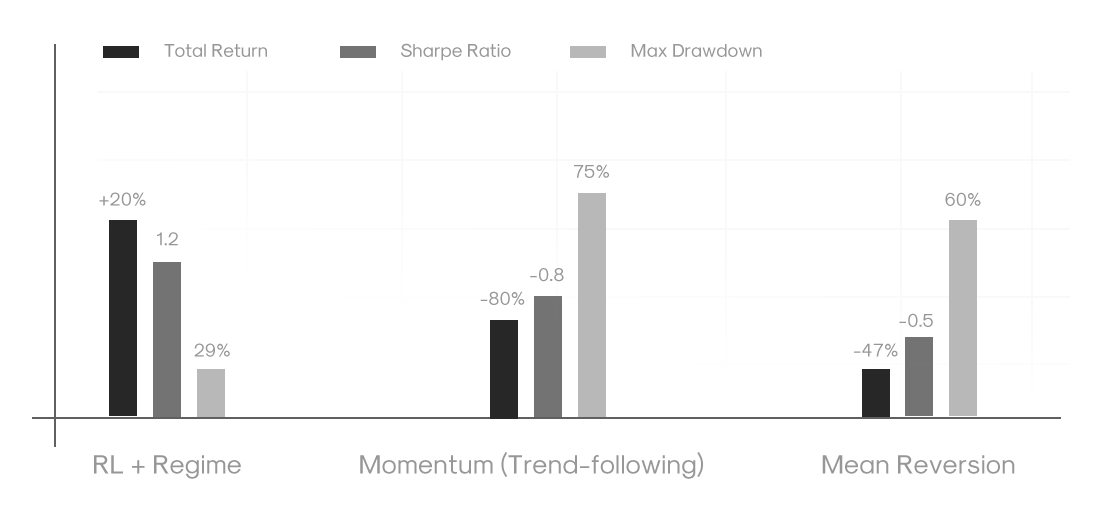 Total Return
Sharpe Ratio
Max Drawdown
+20%
1.2
29%
-80%
-0.8
75%
-47%
-0.5
60%
RL + Regime
Momentum (Trend-following)
Mean Reversion